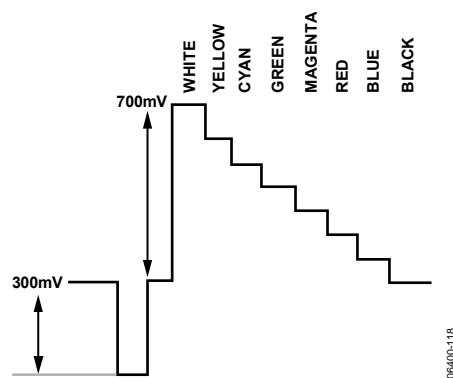 WHITE
YELLOW
CYAN
GREEN
MAGENTA
RED
BLUE
BLACK
700mV
300mV
06400-118